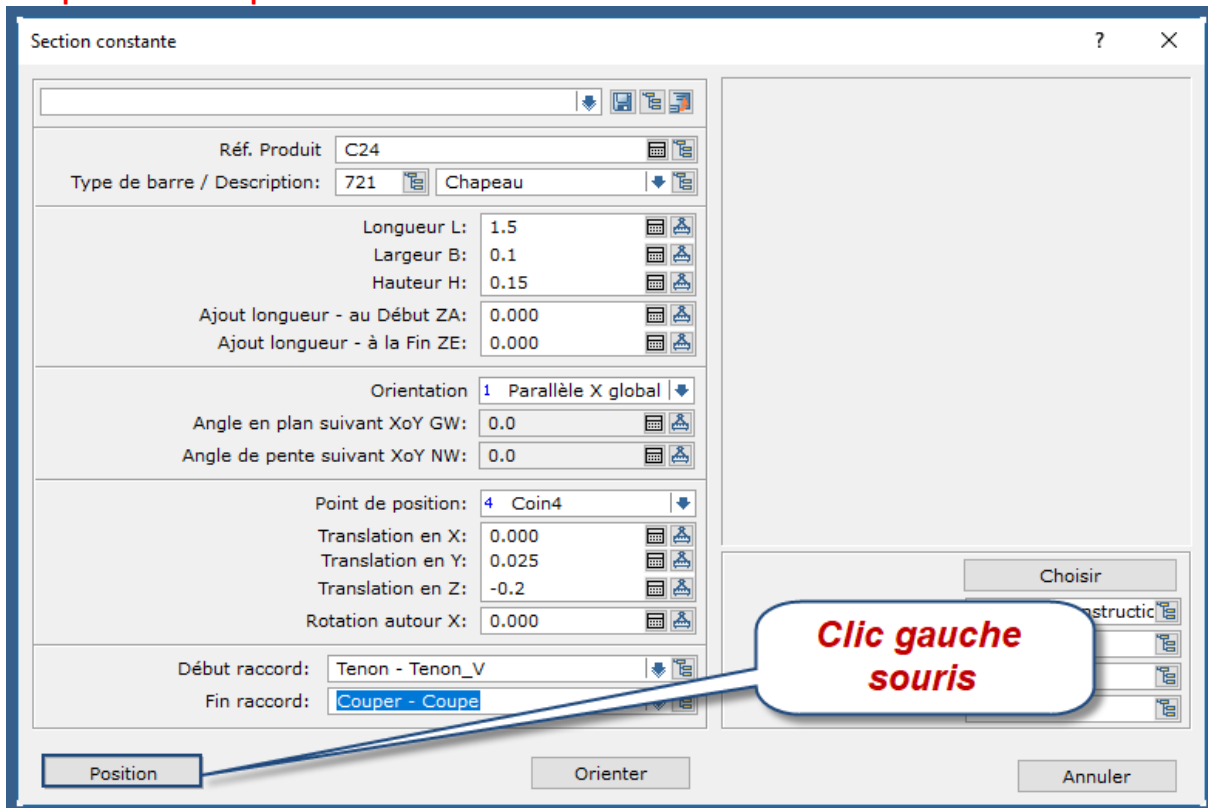 Section constante ? ×
Réf. Produit C24
Type de barre / Description: 721 Chapeau
Longueur L: 1.5
Largeur B: 0.1
Hauteur H: 0.15
Ajout longueur - au Début ZA: 0.000
Ajout longueur - à la Fin ZE: 0.000
Orientation 1 Parallèle X global
Angle en plan suivant XoY GW: 0.0
Angle de pente suivant XoY NW: 0.0
Point de position: 4 Coin4
Translation en X: 0.000
Translation en Y: 0.025
Translation en Z: -0.2
Rotation autour X: 0.000
Début raccord: Tenon - Tenon_V
Fin raccord: Couper - Coupe
Choisir
Clic gauche
souris
Position Orienter Annuler